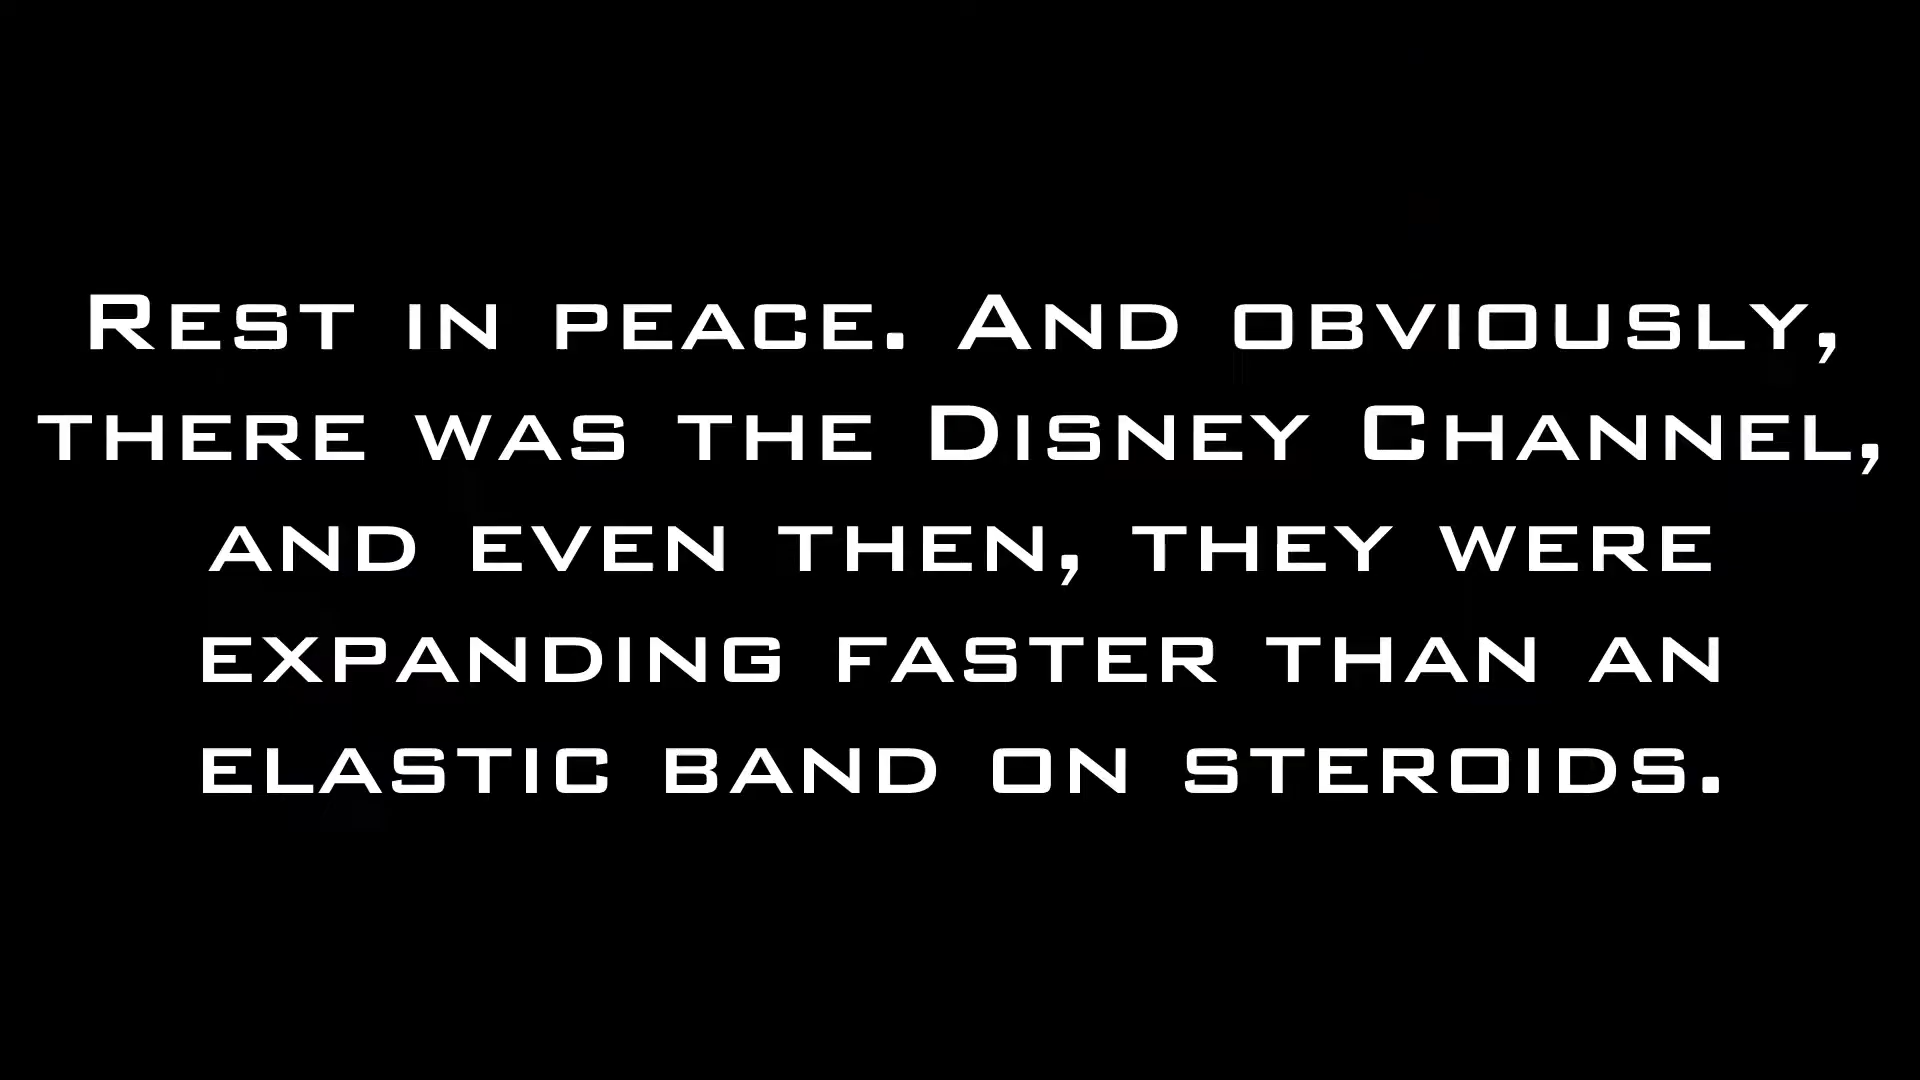 Rest in peace. And obviously,
there was the Disney Channel,
and even then, they were
expanding faster than an
elastic band on steroids.